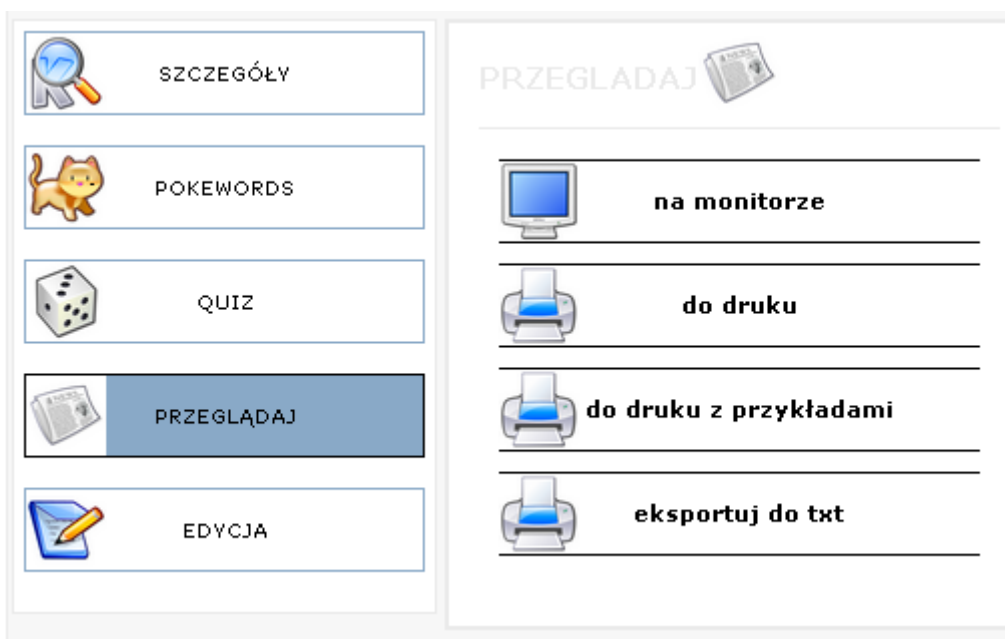 SZCZEGÓŁY
POKEWORDS
QUIZ
PRZEGLĄDAJ
EDYCJA
PRZEGLADAJ
na monitorze
do druku
do druku z przykładami
eksportuj do txt